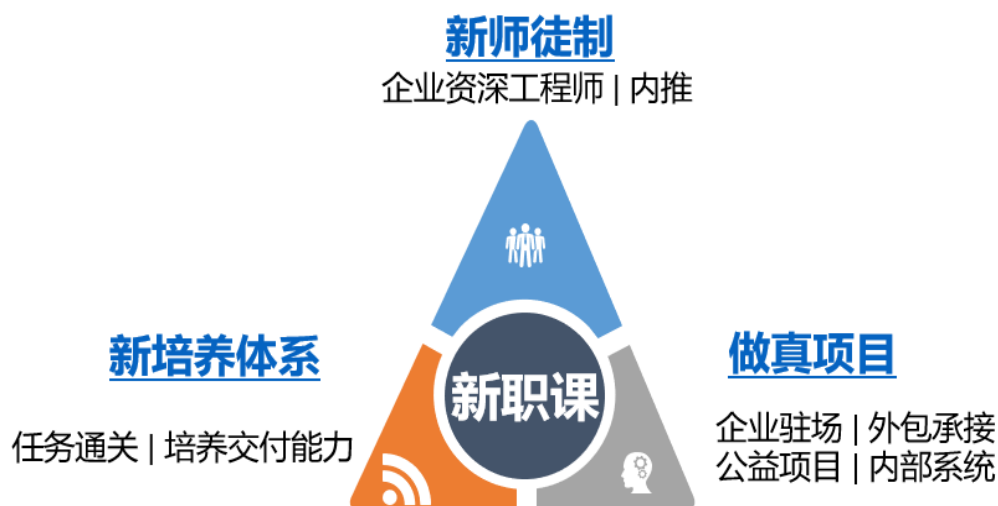 新师徒制
企业资深工程师 | 内推
新培养体系
任务通关 | 培养交付能力
新职课
做真项目
企业驻场 | 外包承接
公益项目 | 内部系统